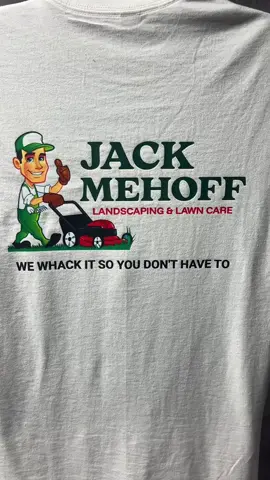 JACK
MEHOFF
LANDSCAPING & LAWN CARE
WE WHACK IT SO YOU DON'T HAVE TO